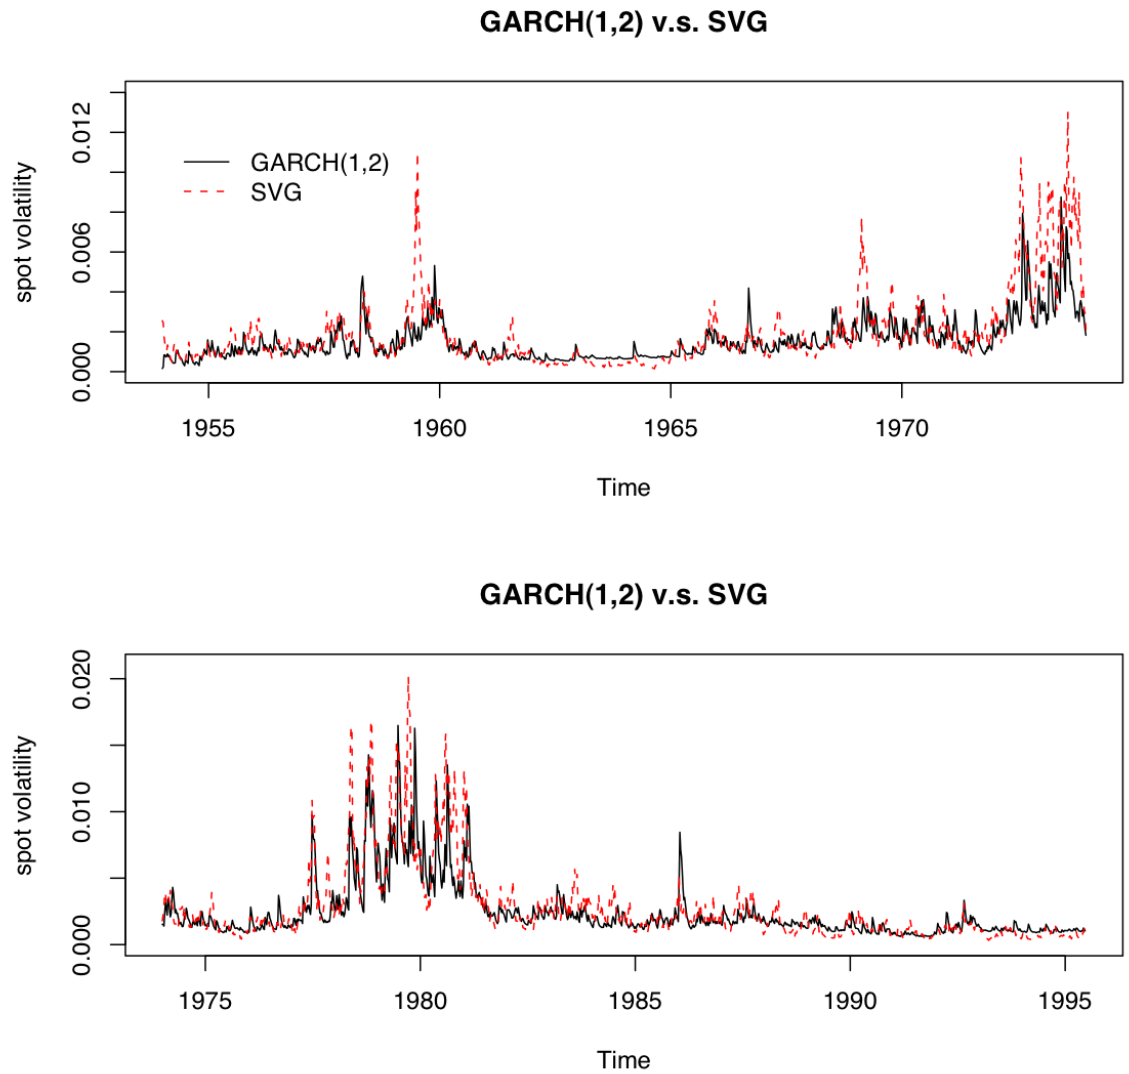 GARCH(1,2) v.s. SVG
spot volatility
0.012
0.006
0.000
GARCH(1,2)
SVG
1955 1960 1965 1970
Time
GARCH(1,2) v.s. SVG
spot volatility
0.020
0.010
0.000
1975 1980 1985 1990 1995
Time